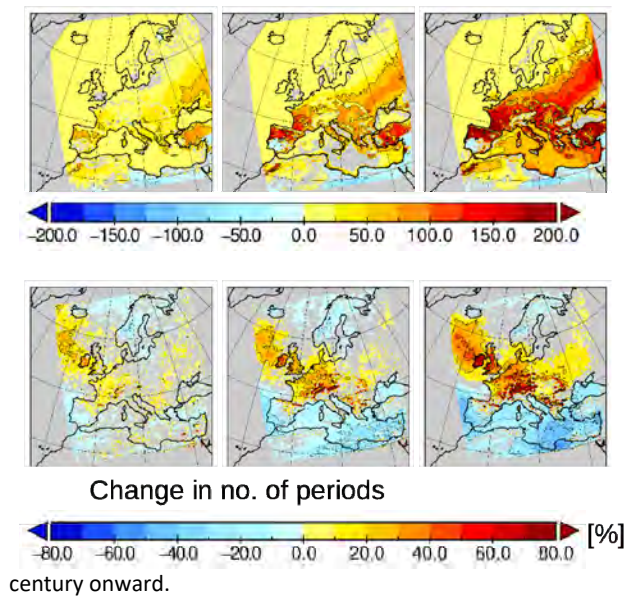 −200.0 −150.0 −100.0 −50.0 0.0 50.0 100.0 150.0 200.0
Change in no. of periods
[%]
−80.0 −60.0 −40.0 −20.0 0.0 20.0 40.0 60.0 80.0
century onward.